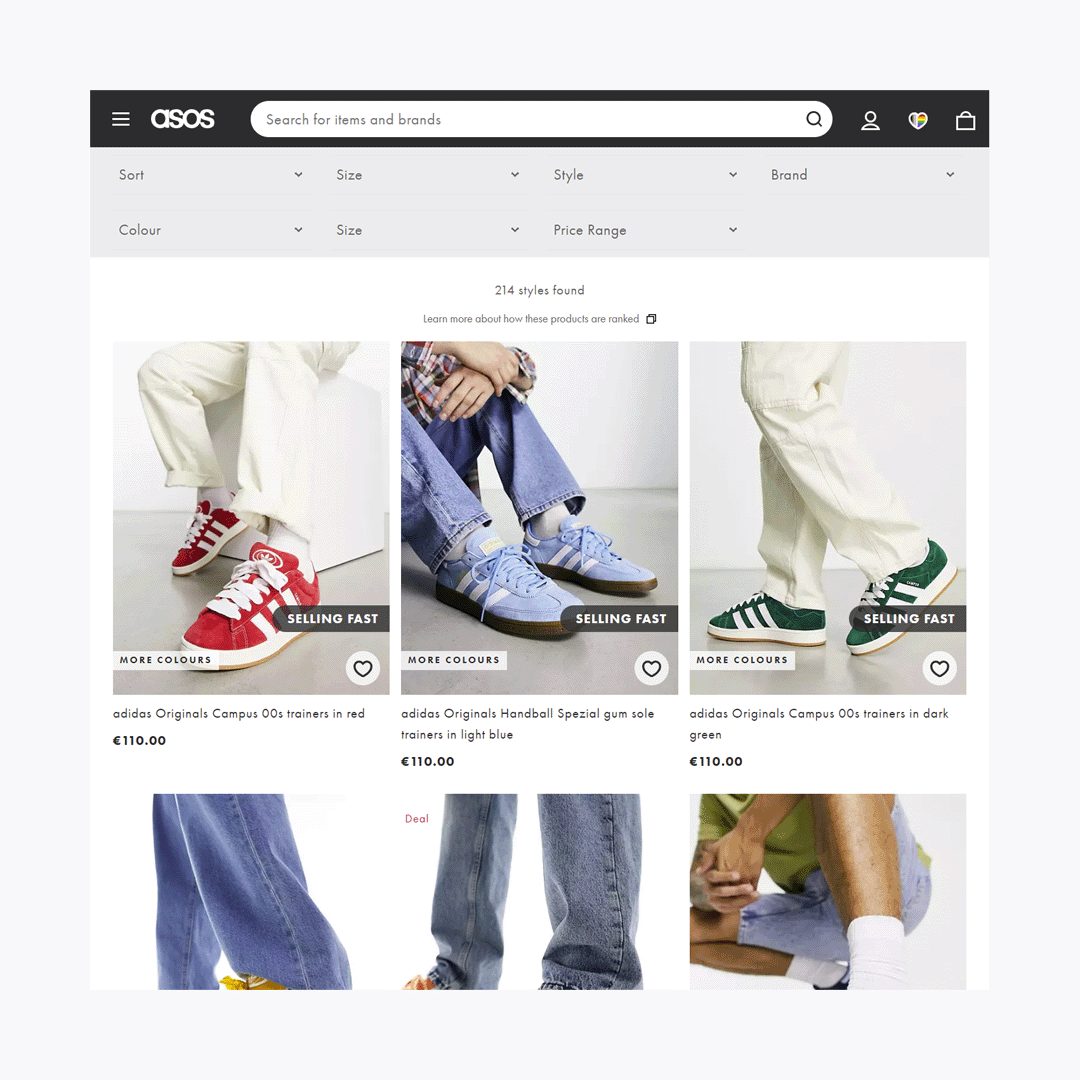 asos
Search for items and brands
Sort
Size
Style
Brand
Colour
Size
Price Range
214 styles found
Learn more about how these products are ranked
SELLING FAST
MORE COLOURS
SELLING FAST
MORE COLOURS
SELLING FAST
MORE COLOURS
adidas Originals Campus 00s trainers in red
€110.00
adidas Originals Handball Spezial gum sole
trainers in light blue
€110.00
adidas Originals Campus 00s trainers in dark
green
€110.00
Deal